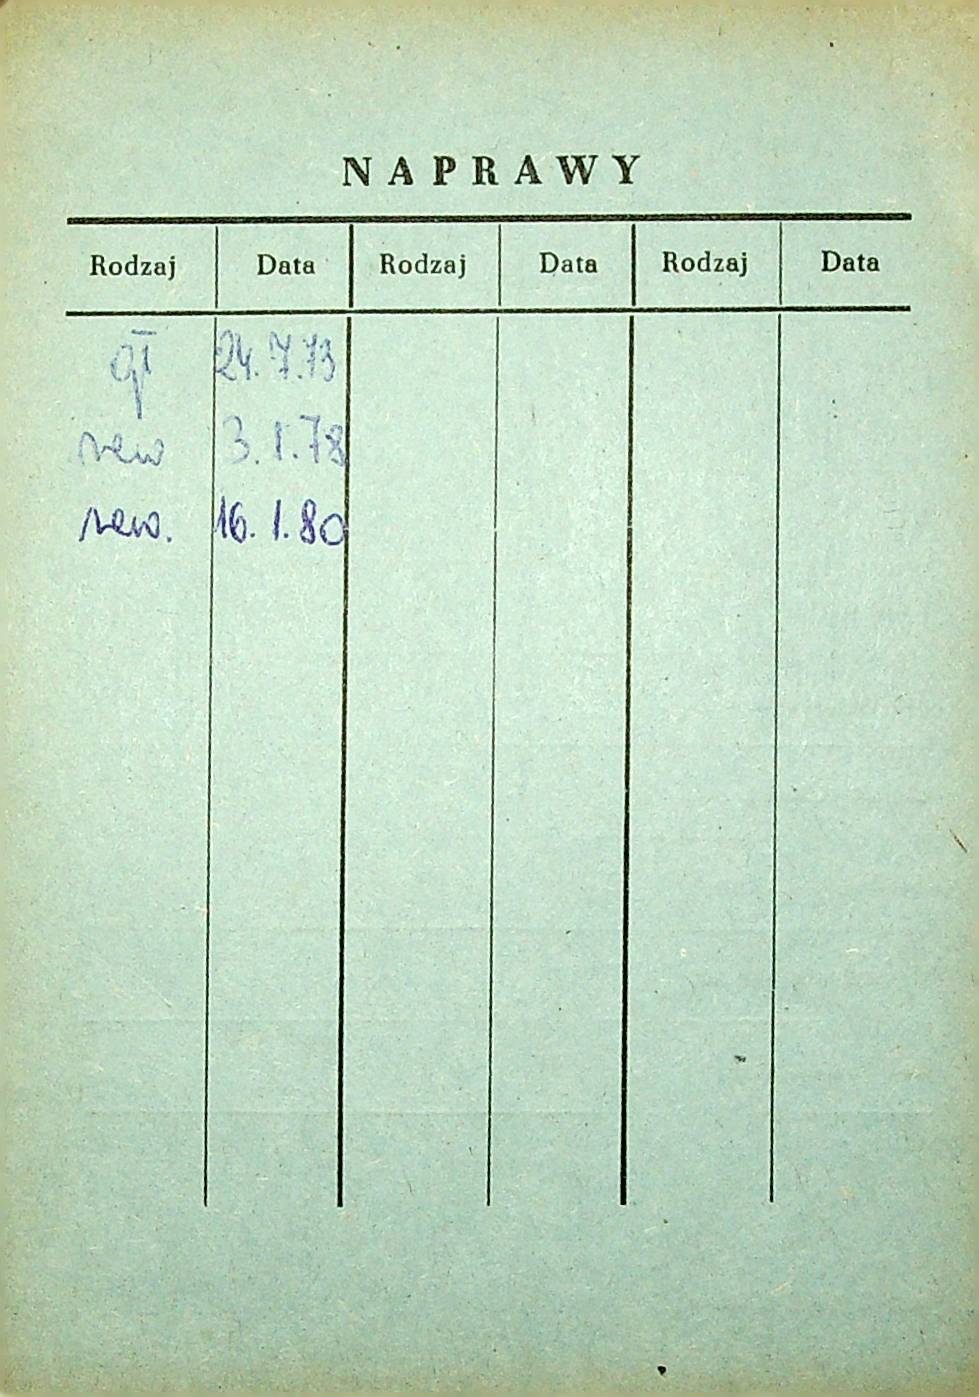 NAPRAWY
Rodzaj Data Rodzaj Data Rodzaj Data
24.7.73
rew 3.1.78
rew. 16.1.80